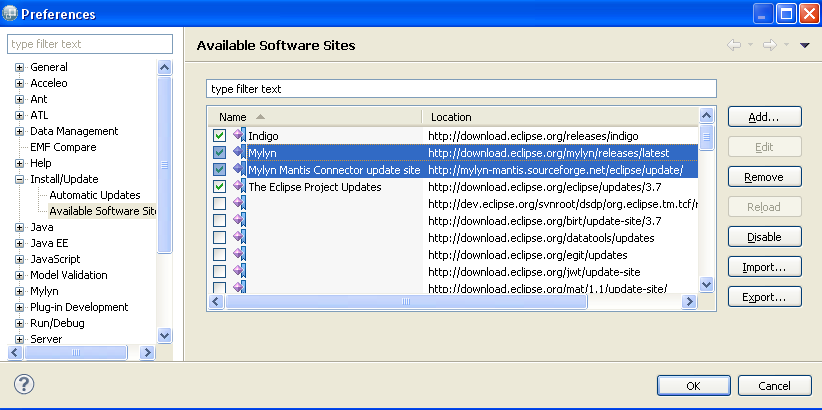 Preferences
type filter text
General
Acceleo
Ant
ATL
Data Management
EMF Compare
Help
Install/Update
Automatic Updates
Available Software Sit
Java
Java EE
JavaScript
Model Validation
Mylyn
Plug-in Development
Run/Debug
Server
Available Software Sites
type filter text
Name Location
Indigo http://download.eclipse.org/releases/indigo
Mylyn http://download.eclipse.org/mylyn/releases/latest
Mylyn Mantis Connector update site http://mylyn-mantis.sourceforge.net/eclipse/update/
The Eclipse Project Updates http://download.eclipse.org/eclipse/updates/3.7
http://dev.eclipse.org/svnroot/dsdp/org.eclipse.tm.tcf/r
http://download.eclipse.org/birt/update-site/3.7
http://download.eclipse.org/datatools/updates
http://download.eclipse.org/egit/updates
http://download.eclipse.org/jwt/update-site
http://download.eclipse.org/mat/1.1/update-site/
Add...
Edit
Remove
Reload
Disable
Import...
Export...
?
OK
Cancel